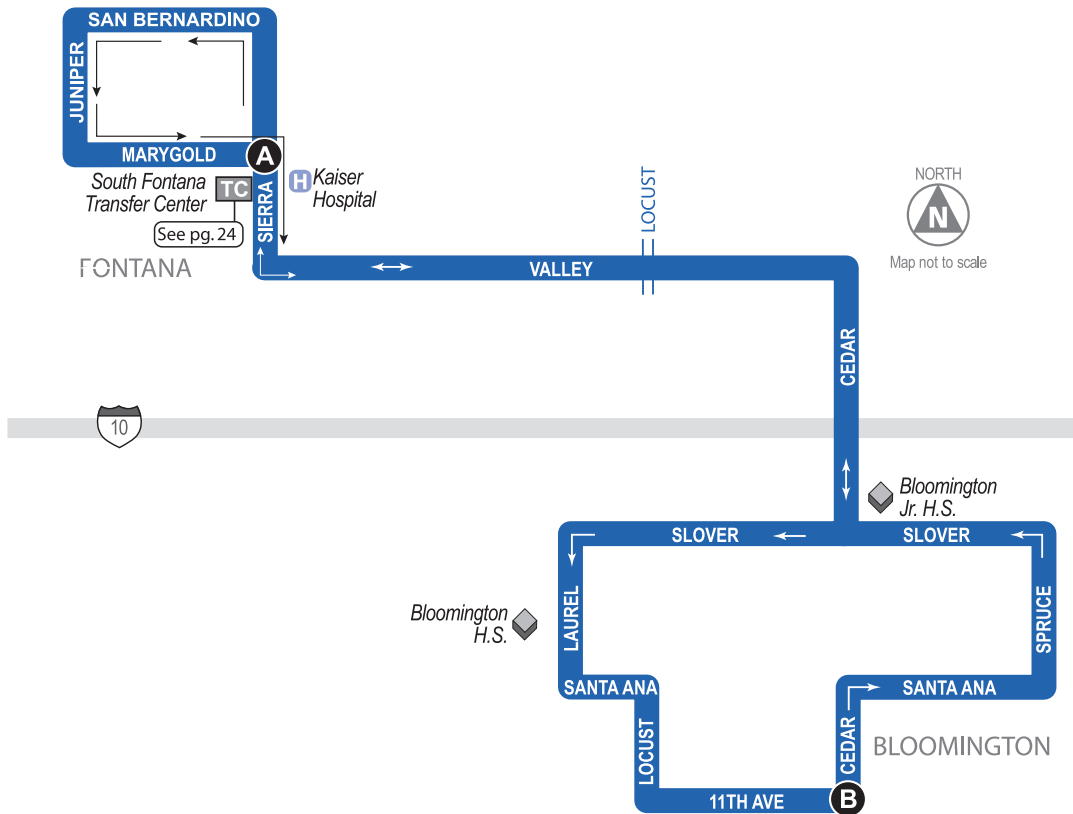 SAN BERNARDINO
JUNIPER
MARYGOLD
A
South Fontana
Transfer Center
TC
See pg. 24
SIERRA
H
Kaiser
Hospital
FONTANA
VALLEY
LOCUST
NORTH
N
Map not to scale
CEDAR
10
Bloomington
Jr. H.S.
SLOVER
SLOVER
LAUREL
Bloomington
H.S.
SPRUCE
SANTA ANA
SANTA ANA
LOCUST
CEDAR
BLOOMINGTON
11TH AVE
B